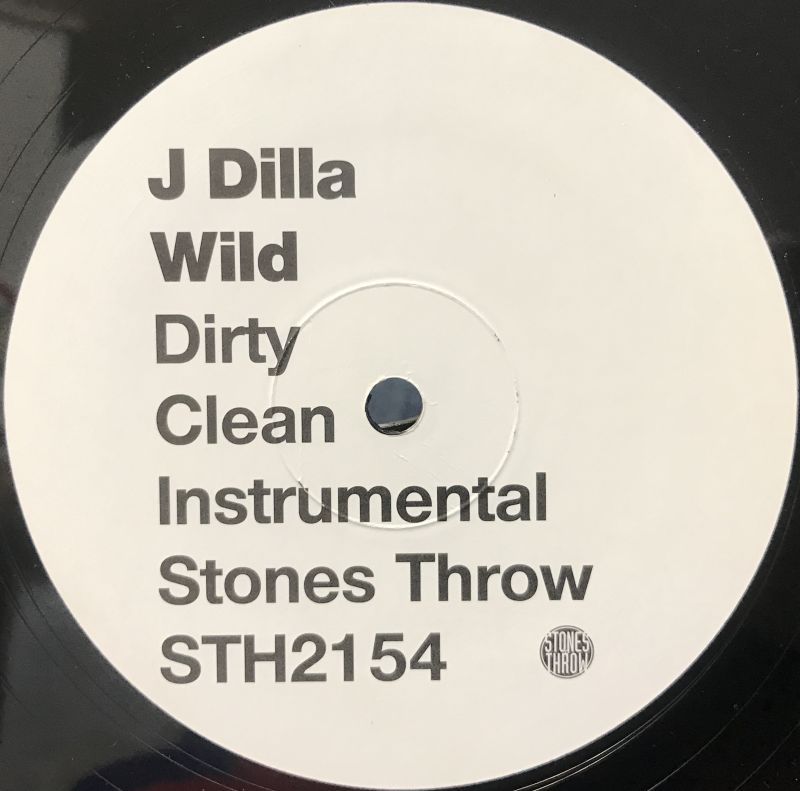 J Dilla
Wild
Dirty
Clean
Instrumental
Stones Throw
STH2154
STONES
THROW